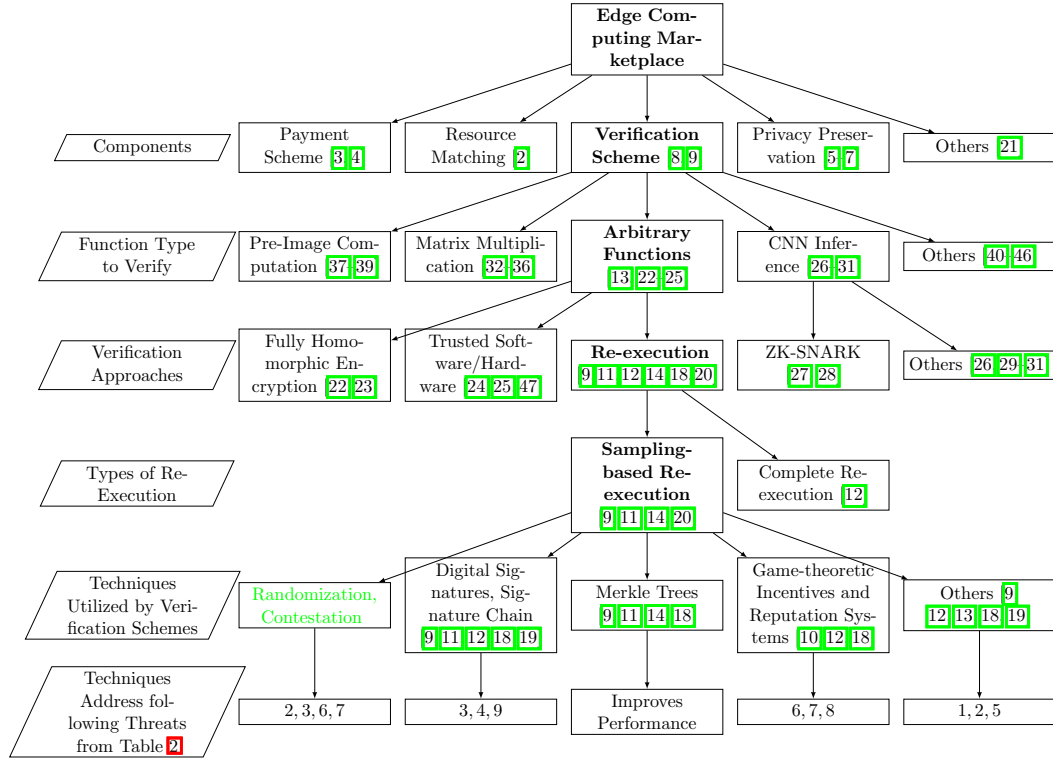 Edge Com-
puting Mar-
ketplace
Components
Payment
Scheme [3, 4]
Resource
Matching [2]
Verification
Scheme [8, 9]
Privacy Preser-
vation [5–7]
Others [21]
Function Type
to Verify
Pre-Image Com-
putation [37–39]
Matrix Multipli-
cation [32–36]
Arbitrary
Functions
[13, 22–25]
CNN Infer-
ence [26–31]
Others [40–46]
Verification
Approaches
Fully Homo-
morphic En-
cryption [22, 23]
Trusted Soft-
ware/Hard-
ware [24, 25, 47]
Re-execution
[9, 11, 12, 14, 18, 20]
ZK-SNARK
[27, 28]
Others [26, 29–31]
Types of Re-
Execution
Sampling-
based Re-
execution
[9, 11, 14, 20]
Complete Re-
execution [12]
Techniques
Utilized by Veri-
fication Schemes
Randomization,
Contestation
Digital Sig-
natures, Sig-
nature Chain
[9, 11, 12, 18, 19]
Merkle Trees
[9, 11, 14, 18]
Game-theoretic
Incentives and
Reputation Sys-
tems [10, 12, 18]
Others [9,
12, 13, 18, 19]
Techniques
Address fol-
lowing Threats
from Table 2
2, 3, 6, 7
3, 4, 9
Improves
Performance
6, 7, 8
1, 2, 5